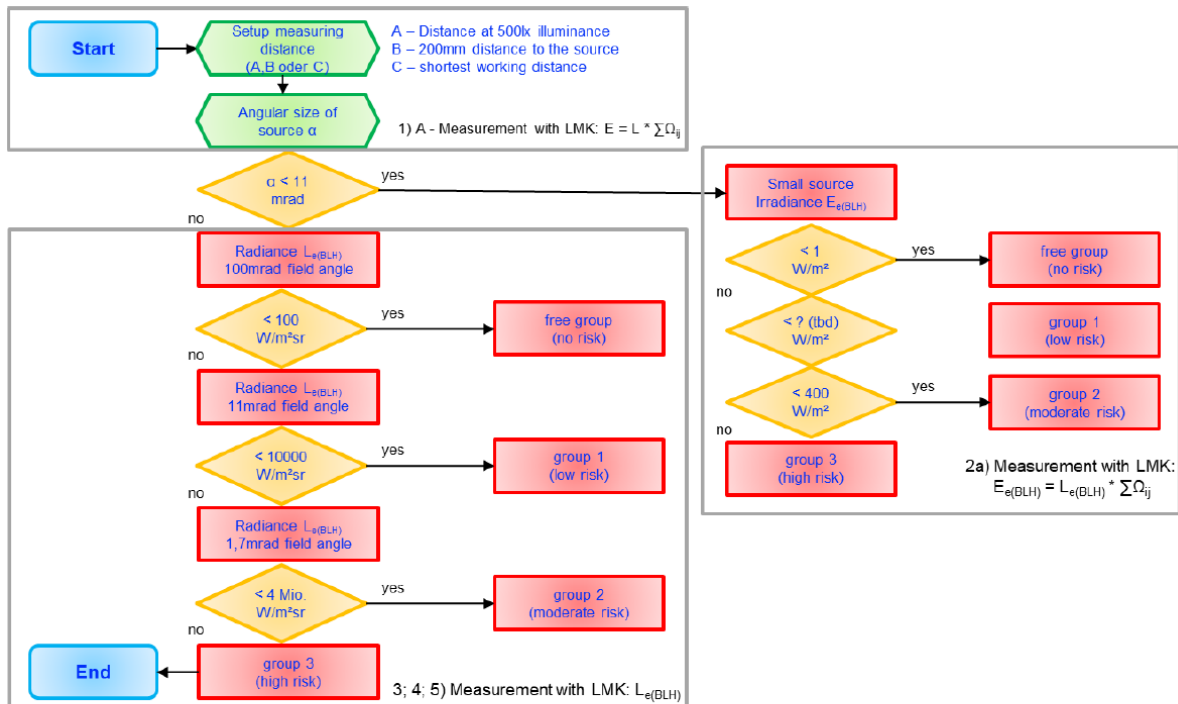 Start
Setup measuring
distance
(A,B oder C)
A – Distance at 500lx illuminance
B – 200mm distance to the source
C – shortest working distance
Angular size of
source α
1) A - Measurement with LMK: E = L * ∑Ωij
α < 11
mrad
yes
no
Small source
Irradiance Ee(BLH)
< 1
W/m²
yes
no
free group
(no risk)
< ? (tbd)
W/m²
group 1
(low risk)
< 400
W/m²
yes
no
group 2
(moderate risk)
group 3
(high risk)
2a) Measurement with LMK:
Ee(BLH) = Le(BLH) * ∑Ωij
Radiance Le(BLH)
100mrad field angle
< 100
W/m²sr
yes
no
free group
(no risk)
Radiance Le(BLH)
11mrad field angle
< 10000
W/m²sr
yes
no
group 1
(low risk)
Radiance Le(BLH)
1,7mrad field angle
< 4 Mio.
W/m²sr
yes
no
group 2
(moderate risk)
group 3
(high risk)
End
3; 4; 5) Measurement with LMK: Le(BLH)